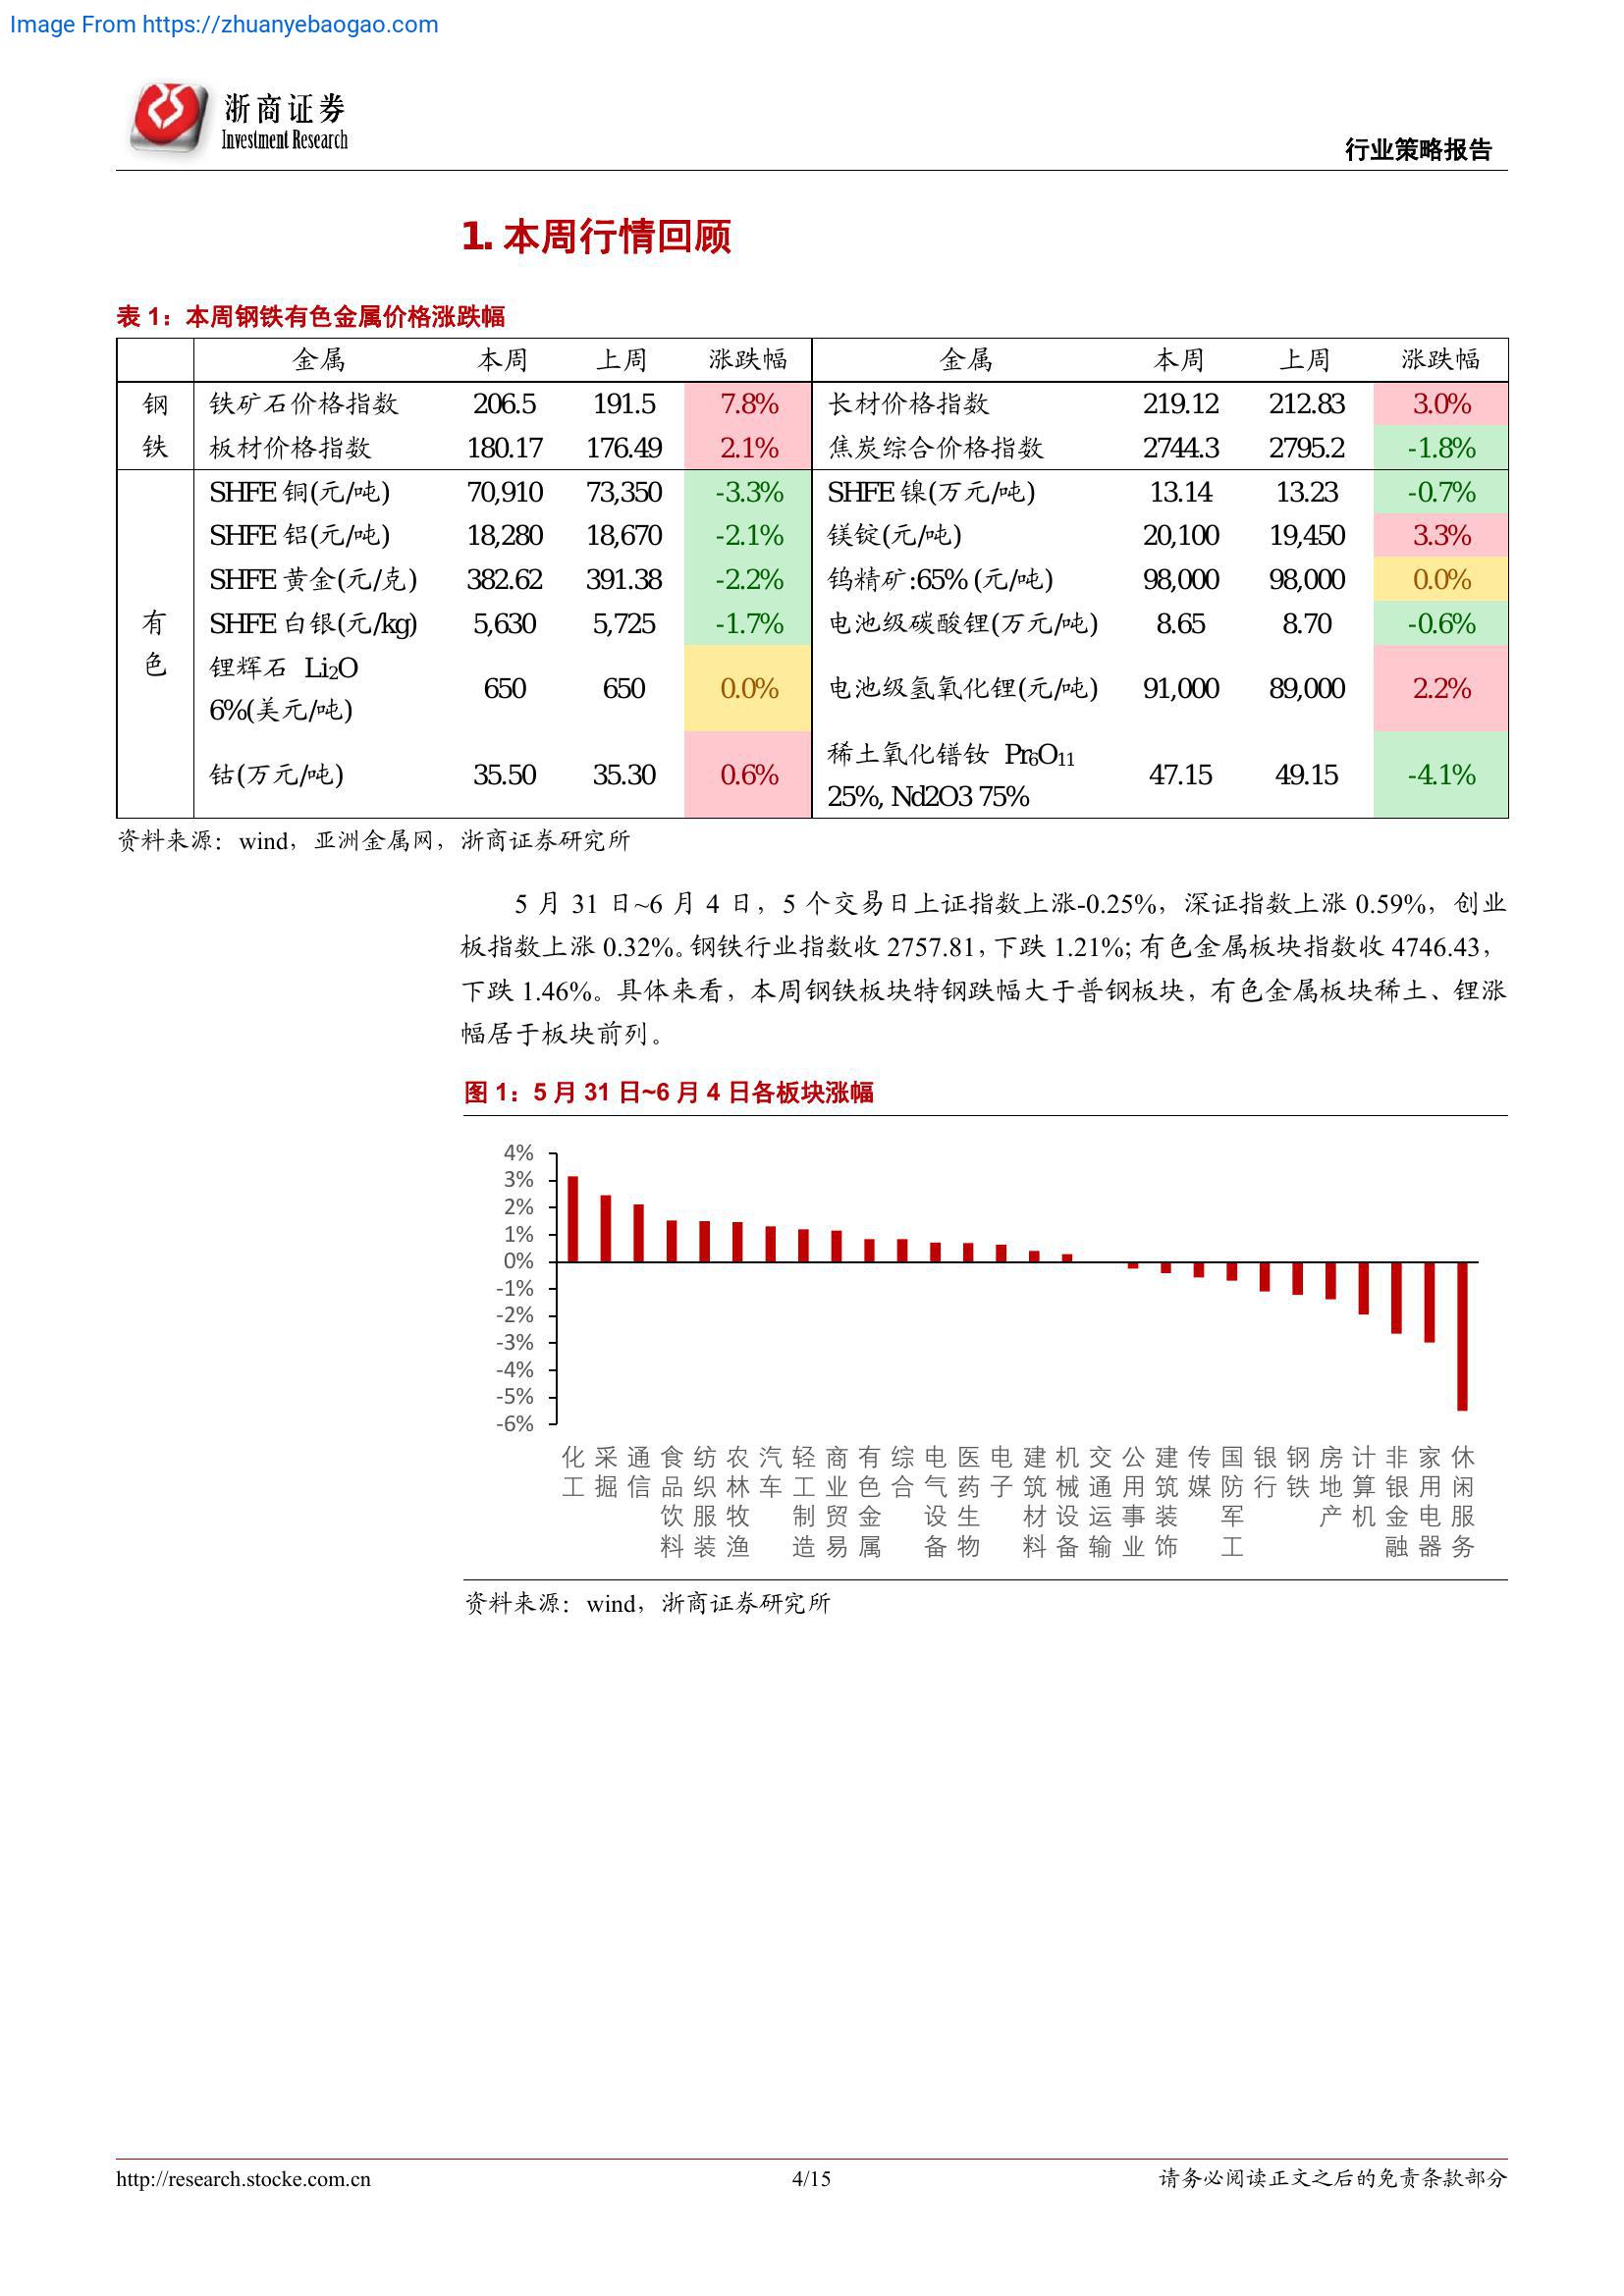 Image From https://zhuanyebaogao.com
浙商证券
Investment Research
行业策略报告
1. 本周行情回顾
表 1：本周钢铁有色金属价格涨跌幅
金属 本周 上周 涨跌幅 金属 本周 上周 涨跌幅
钢铁 铁矿石价格指数 206.5 191.5 7.8% 长材价格指数 219.12 212.83 3.0%
板材价格指数 180.17 176.49 2.1% 焦炭综合价格指数 2744.3 2795.2 -1.8%
有色 SHFE 铜(元/吨) 70,910 73,350 -3.3% SHFE 镍(万元/吨) 13.14 13.23 -0.7%
SHFE 铝(元/吨) 18,280 18,670 -2.1% 镁锭(元/吨) 20,100 19,450 3.3%
SHFE 黄金(元/克) 382.62 391.38 -2.2% 钨精矿:65% (元/吨) 98,000 98,000 0.0%
SHFE 白银(元/kg) 5,630 5,725 -1.7% 电池级碳酸锂(万元/吨) 8.65 8.70 -0.6%
锂辉石 Li₂O 6%(美元/吨) 650 650 0.0% 电池级氢氧化锂(元/吨) 91,000 89,000 2.2%
钴(万元/吨) 35.50 35.30 0.6% 稀土氧化镨钕 Pr₆O₁₁ 25%, Nd2O3 75% 47.15 49.15 -4.1%
资料来源：wind，亚洲金属网，浙商证券研究所
5 月 31 日~6 月 4 日，5 个交易日上证指数上涨-0.25%，深证指数上涨 0.59%，创业
板指数上涨 0.32%。钢铁行业指数收 2757.81，下跌 1.21%；有色金属板块指数收 4746.43，
下跌 1.46%。具体来看，本周钢铁板块特钢跌幅大于普钢板块，有色金属板块稀土、锂涨
幅居于板块前列。
图 1：5 月 31 日~6 月 4 日各板块涨幅
4%
3%
2%
1%
0%
-1%
-2%
-3%
-4%
-5%
-6%
化工 采掘 通信 食品饮料 纺织服装 农林牧渔 汽车 轻工制造 商业贸易 有色金属 综合 电气设备 医药生物 电子 建筑材料 机械设备 交通运输 公用事业 建筑装饰 传媒 国防军工 银行 钢铁 房地产 计算机 非银金融 家用电器 休闲服务
资料来源：wind，浙商证券研究所
http://research.stocke.com.cn
4/15
请务必阅读正文之后的免责条款部分